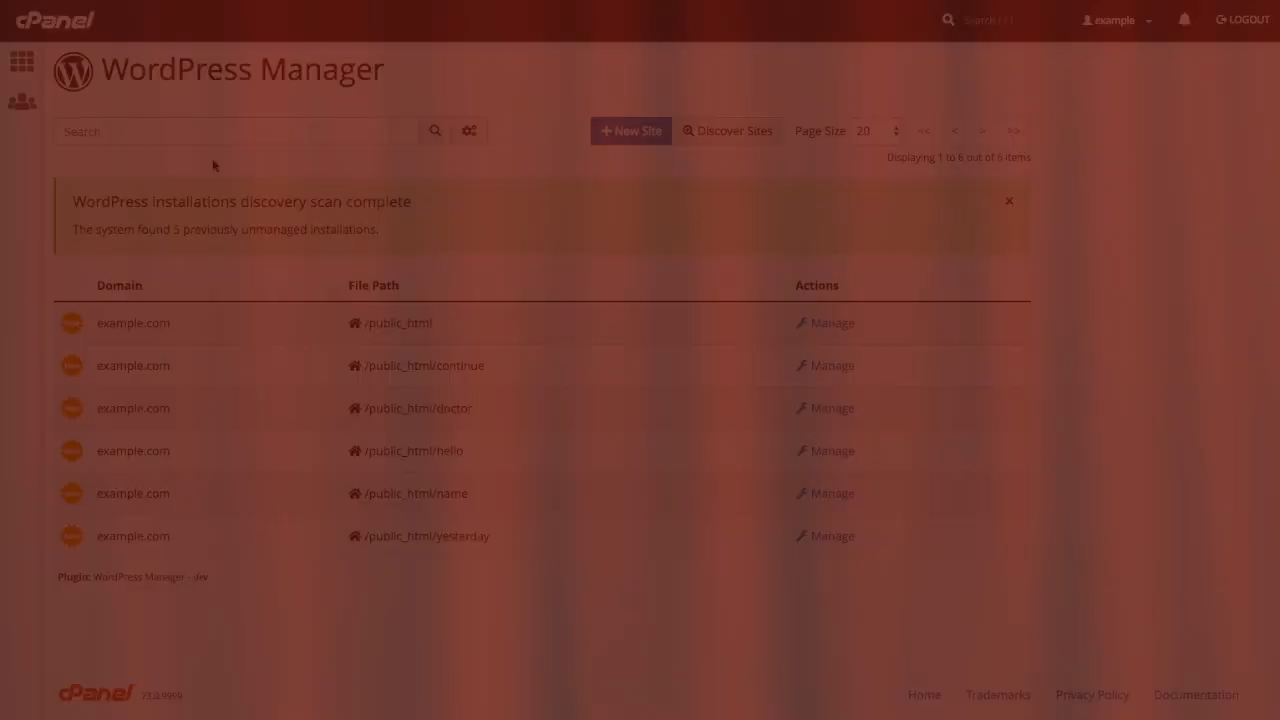 cPanel Search ( / ) example LOGOUT
WordPress Manager
Search New Site Discover Sites Page Size 20 << < > >>
Displaying 1 to 6 out of 6 items
WordPress installations discovery scan complete ×
The system found 5 previously unmanaged installations.
Domain File Path Actions
example.com /public_html Manage
example.com /public_html/continue Manage
example.com /public_html/doctor Manage
example.com /public_html/hello Manage
example.com /public_html/name Manage
example.com /public_html/yesterday Manage
Plugin: WordPress Manager - dev
cPanel 73.0.9999 Home Trademarks Privacy Policy Documentation